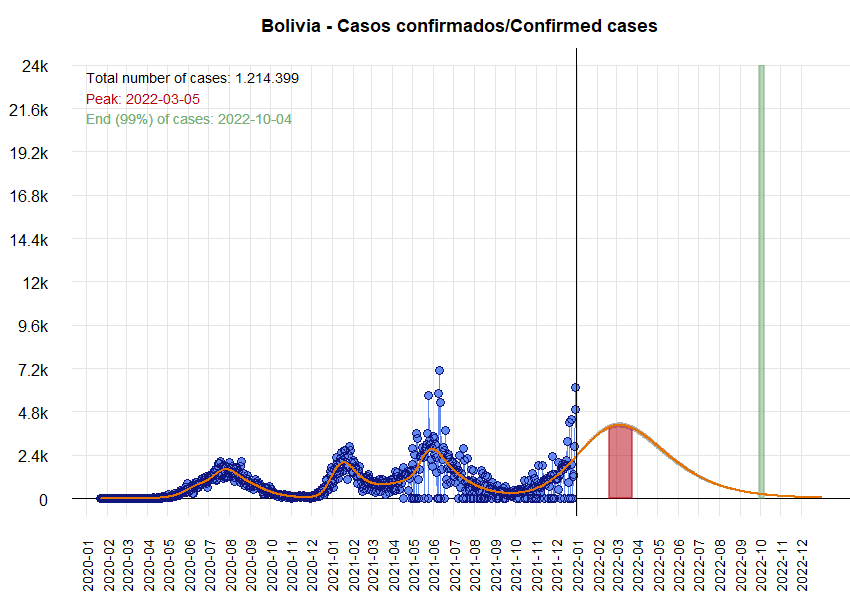 Bolivia - Casos confirmados/Confirmed cases
24k
21.6k
19.2k
16.8k
14.4k
12k
9.6k
7.2k
4.8k
2.4k
0
Total number of cases: 1.214.399
Peak: 2022-03-05
End (99%) of cases: 2022-10-04
2020-01
2020-02
2020-03
2020-04
2020-05
2020-06
2020-07
2020-08
2020-09
2020-10
2020-11
2020-12
2021-01
2021-02
2021-03
2021-04
2021-05
2021-06
2021-07
2021-08
2021-09
2021-10
2021-11
2021-12
2022-01
2022-02
2022-03
2022-04
2022-05
2022-06
2022-07
2022-08
2022-09
2022-10
2022-11
2022-12